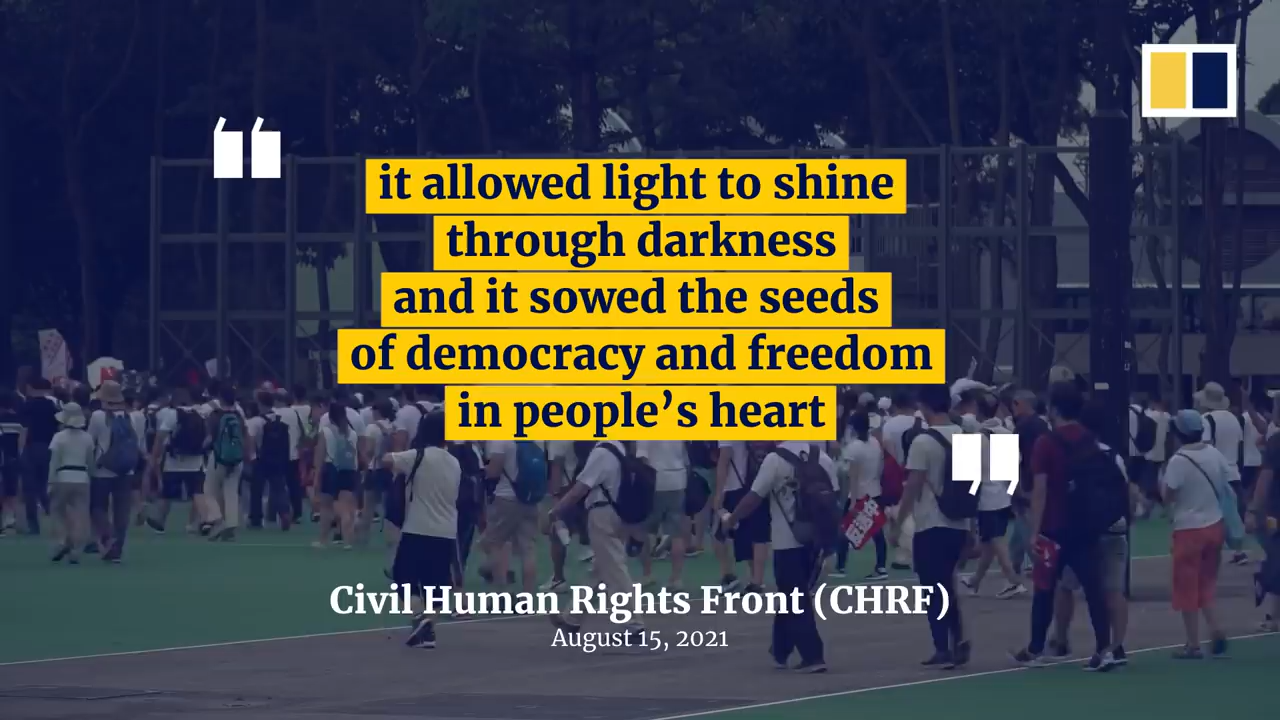 “
it allowed light to shine
through darkness
and it sowed the seeds
of democracy and freedom
in people’s heart
”
Civil Human Rights Front (CHRF)
August 15, 2021